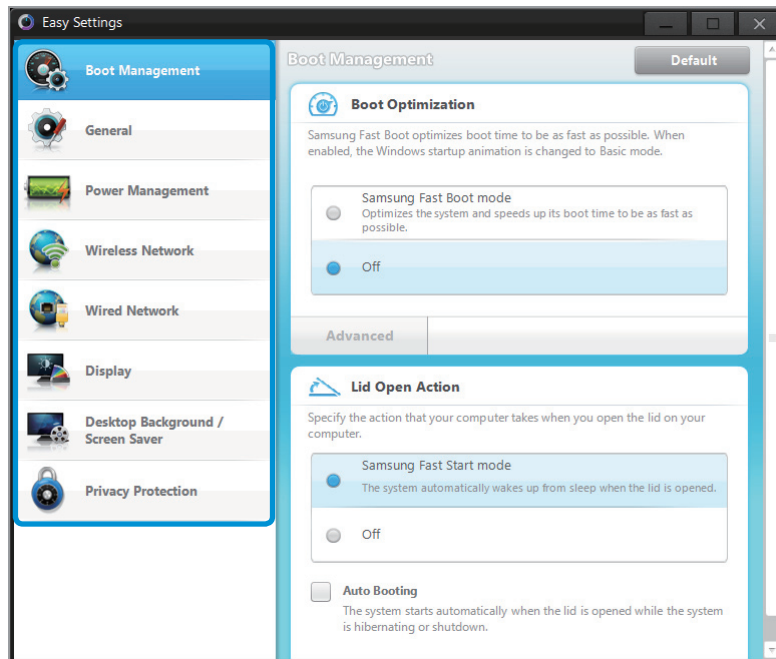 Easy Settings
Boot Management
General
Power Management
Wireless Network
Wired Network
Display
Desktop Background /
Screen Saver
Privacy Protection
Boot Management
Default
Boot Optimization
Samsung Fast Boot optimizes boot time to be as fast as possible. When
enabled, the Windows startup animation is changed to Basic mode.
Samsung Fast Boot mode
Optimizes the system and speeds up its boot time to be as fast as
possible.
Off
Advanced
Lid Open Action
Specify the action that your computer takes when you open the lid on your
computer.
Samsung Fast Start mode
The system automatically wakes up from sleep when the lid is opened.
Off
Auto Booting
The system starts automatically when the lid is opened while the system
is hibernating or shutdown.